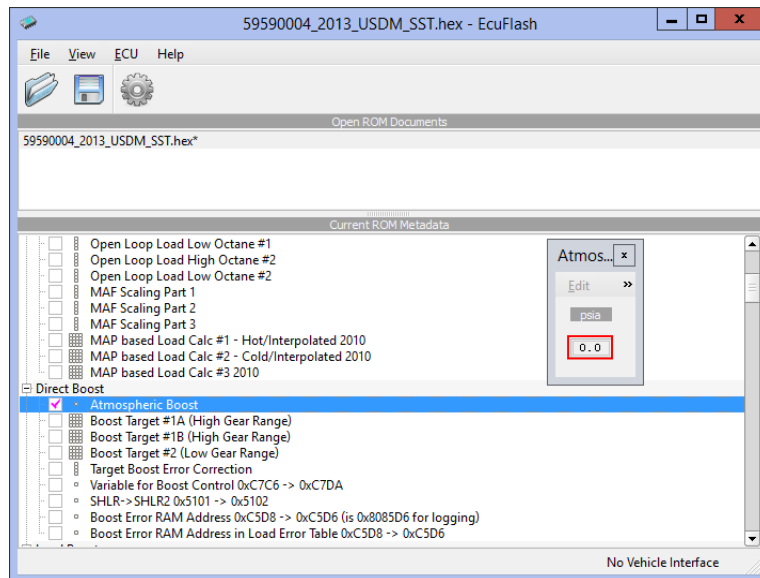 59590004_2013_USDM_SST.hex - EcuFlash
File View ECU Help
Open ROM Documents
59590004_2013_USDM_SST.hex*
Current ROM Metadata
Open Loop Load Low Octane #1
Open Loop Load High Octane #2
Open Loop Load Low Octane #2
MAF Scaling Part 1
MAF Scaling Part 2
MAF Scaling Part 3
MAP based Load Calc #1 - Hot/Interpolated 2010
MAP based Load Calc #2 - Cold/Interpolated 2010
MAP based Load Calc #3 2010
Direct Boost
Atmospheric Boost
Boost Target #1A (High Gear Range)
Boost Target #1B (High Gear Range)
Boost Target #2 (Low Gear Range)
Target Boost Error Correction
Variable for Boost Control 0xC7C6 -> 0xC7DA
SHLR->SHLR2 0x5101 -> 0x5102
Boost Error RAM Address 0xC5D8 -> 0xC5D6 (is 0x8085D6 for logging)
Boost Error RAM Address in Load Error Table 0xC5D8 -> 0xC5D6
Atmos...
Edit »
psia
0.0
No Vehicle Interface